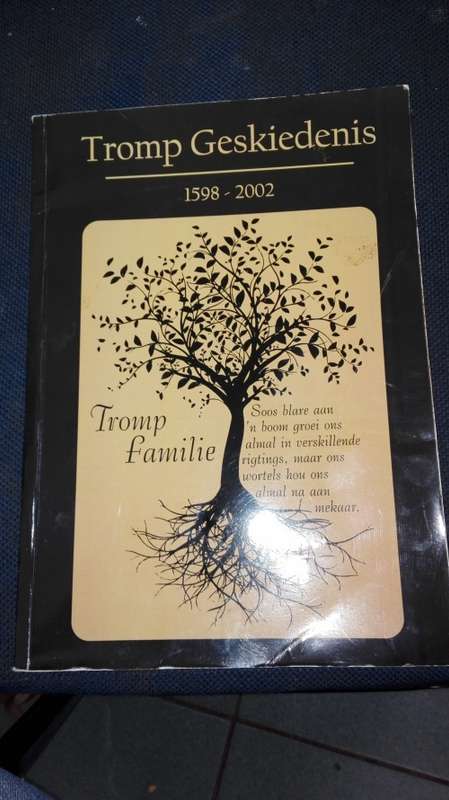 Tromp Geskiedenis
1598 - 2002
Tromp
Familie
Soos blare aan
'n boom groei ons
almal in verskillende
rigtings, maar ons
wortels hou ons
almal na aan
mekaar.